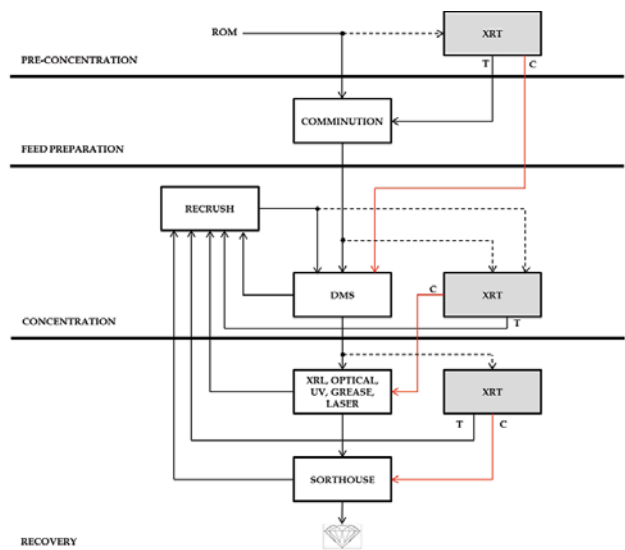 ROM
XRT
PRE-CONCENTRATION
T
C
COMMINUTION
FEED PREPARATION
RECRUSH
DMS
C
XRT
T
CONCENTRATION
XRL, OPTICAL,
UV, GREASE,
LASER
XRT
T
C
SORTHOUSE
RECOVERY